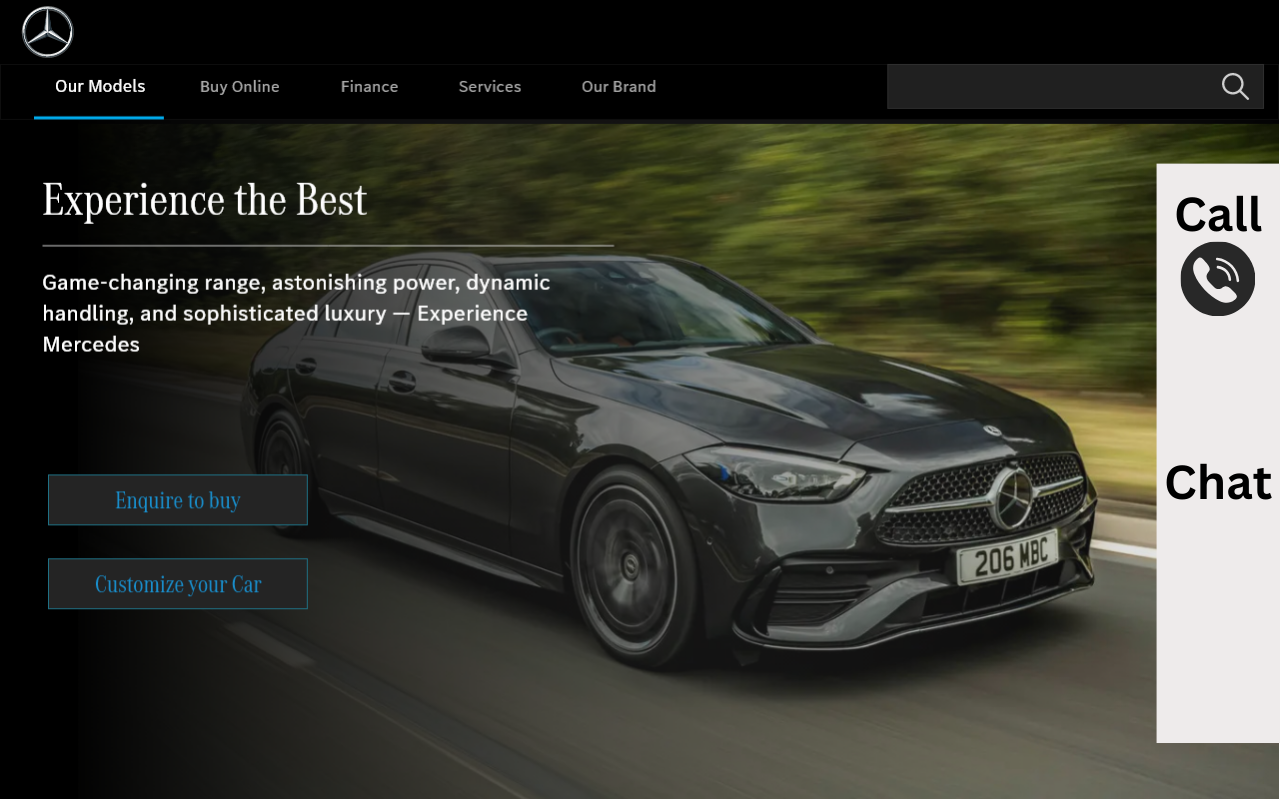 Our Models
Buy Online
Finance
Services
Our Brand
Experience the Best
Game-changing range, astonishing power, dynamic
handling, and sophisticated luxury — Experience
Mercedes
Enquire to buy
Customize your Car
Call
Chat
206 MBC